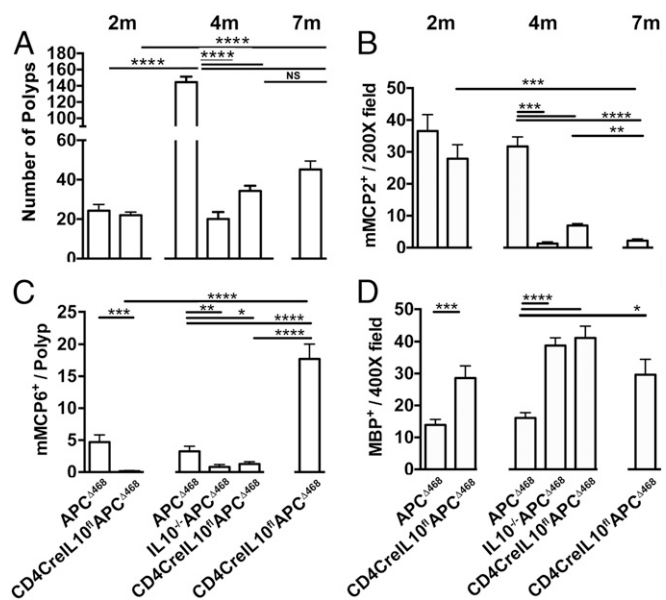 2m 4m 7m 2m 4m 7m
A
****
****
****
NS
Number of Polyps
160
140
120
100
80
60
40
20
0
B
***
***
****
**
mMCP2⁺ / 200X field
50
40
30
20
10
0
C
****
***
**
*
****
****
mMCP6⁺ / Polyp
25
20
15
10
5
0
D
***
****
*
MBP⁺ / 400X field
50
40
30
20
10
0
APC^Δ468
CD4CreIL10^fl APC^Δ468
APC^Δ468
IL10^-/- APC^Δ468
CD4CreIL10^fl APC^Δ468
CD4CreIL10^fl APC^Δ468
APC^Δ468
CD4CreIL10^fl APC^Δ468
APC^Δ468
IL10^-/- APC^Δ468
CD4CreIL10^fl APC^Δ468
CD4CreIL10^fl APC^Δ468